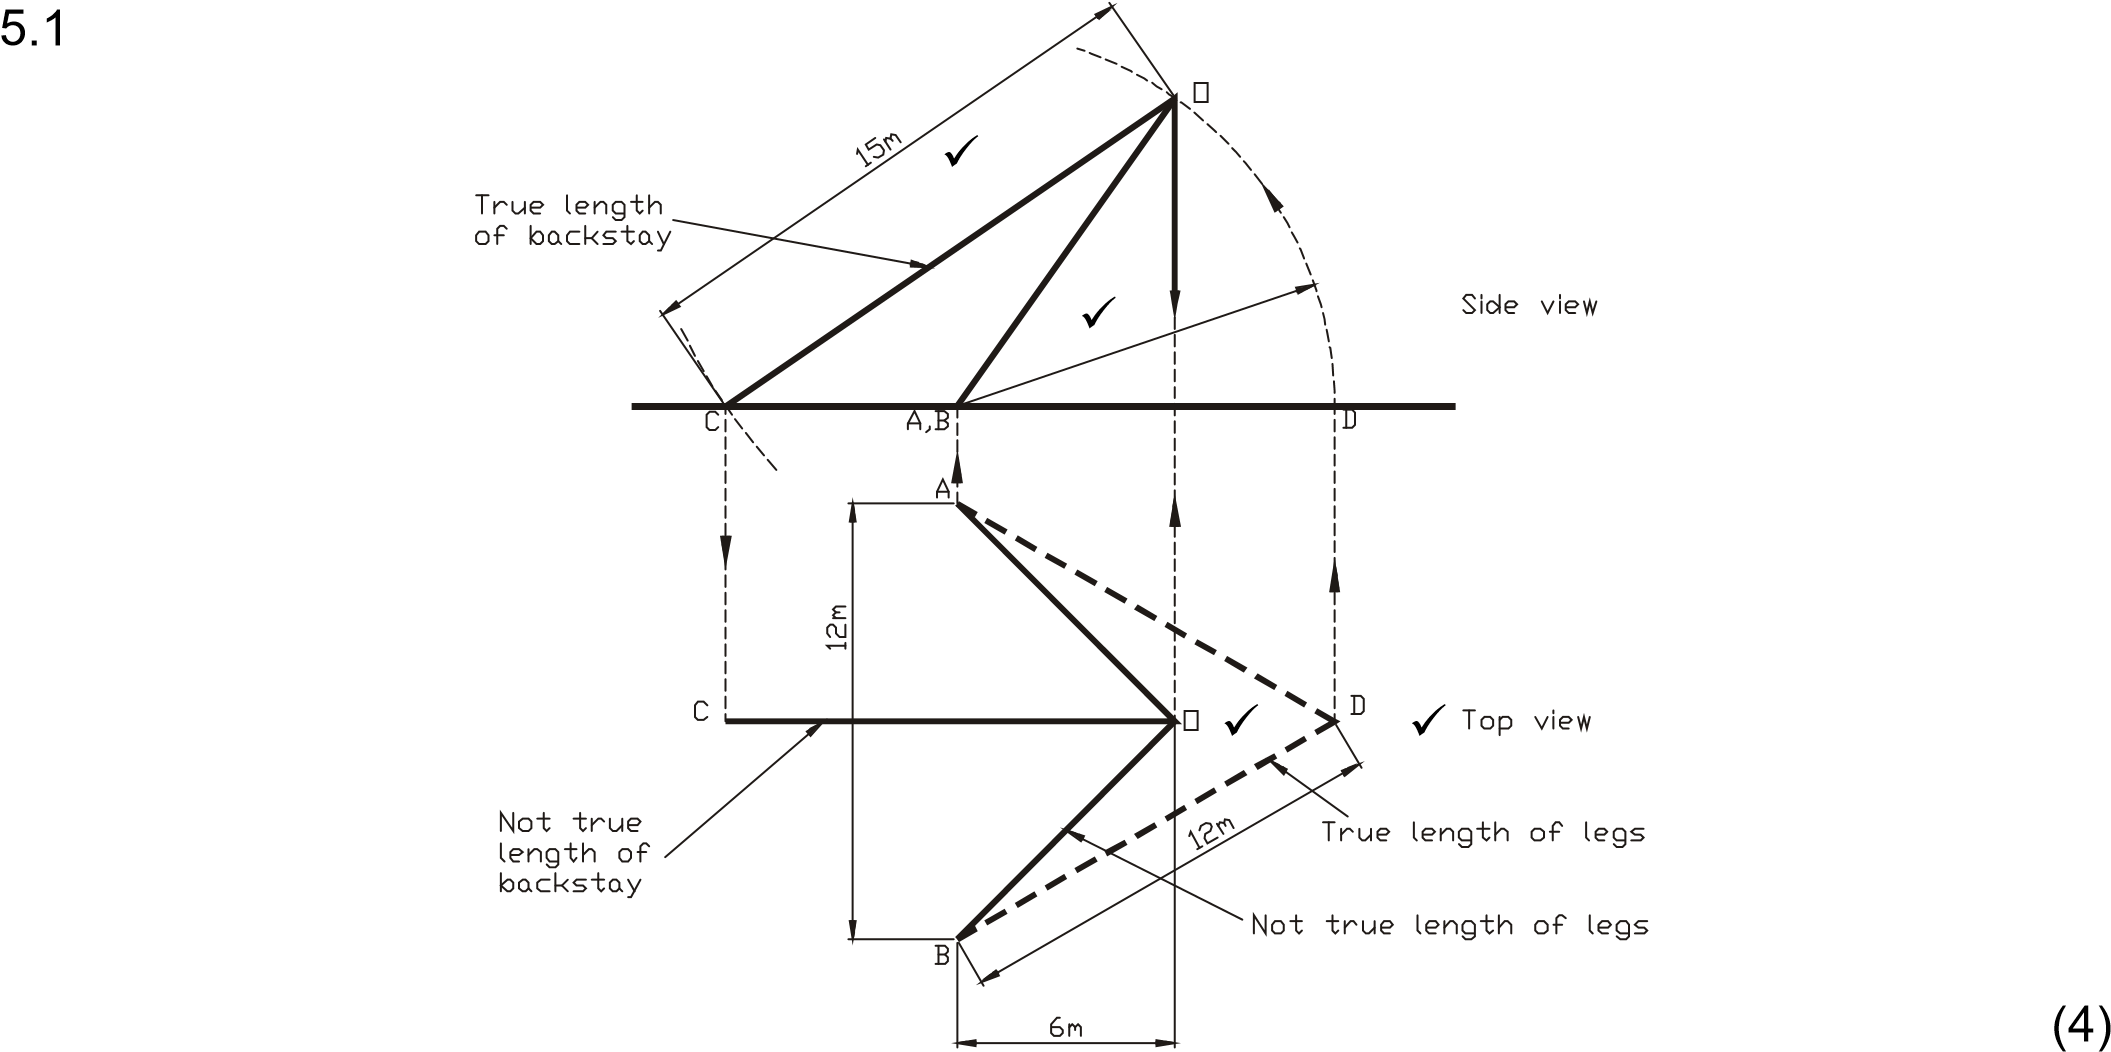 5.1
O
15m
True length
of backstay
Side view
C
A,B
D
A
12m
C
O
D
Top view
Not true
length of
backstay
12m
True length of legs
Not true length of legs
B
6m
(4)